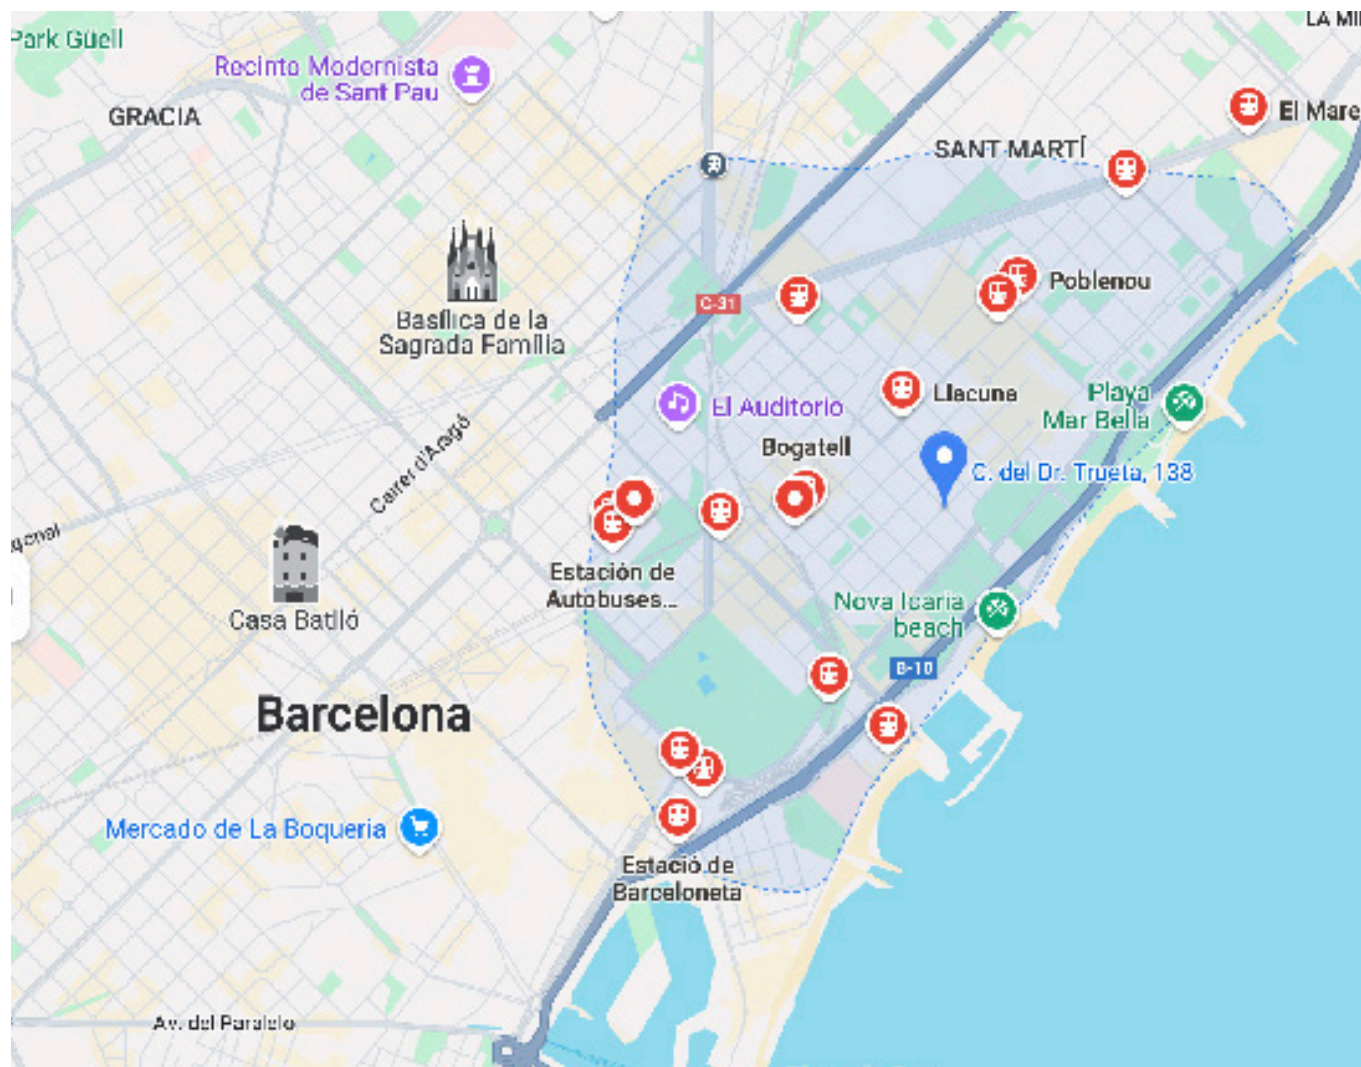 Park Güell
LA MI
Recinto Modernista
de Sant Pau
GRACIA
El Mare
SANT MARTÍ
Poblenou
C-31
Basílica de la
Sagrada Família
Llacuna
Playa
Mar Bella
El Auditorio
Bogatell
Carrer d'Aragó
C. del Dr. Trueta, 138
agonal
Estación de
Autobuses...
Nova Icaria
beach
Casa Batlló
B-10
Barcelona
Mercado de La Boqueria
Estació de
Barceloneta
Av. del Paralelo